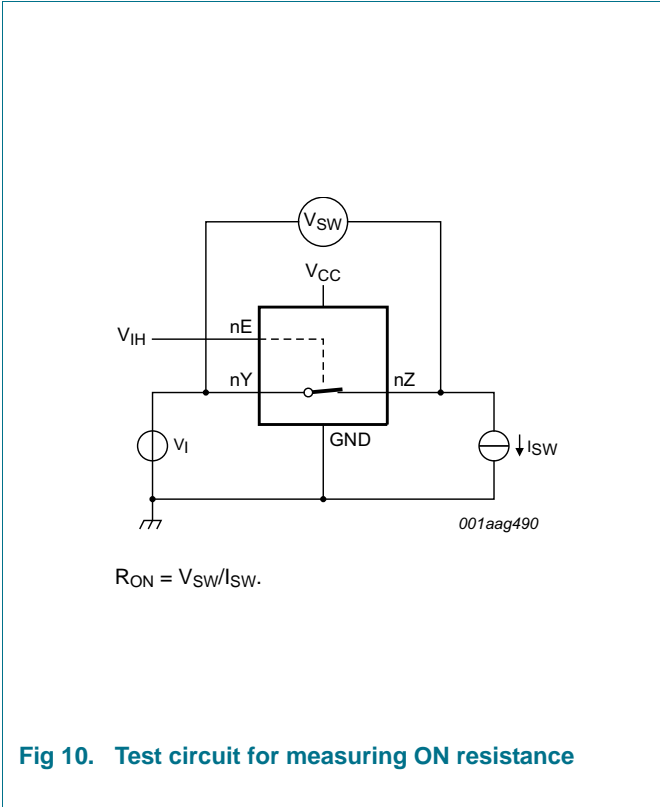 VSW
VCC
VIH
nE
nY
nZ
VI
GND
ISW
001aag490
RON = VSW/ISW.
Fig 10. Test circuit for measuring ON resistance